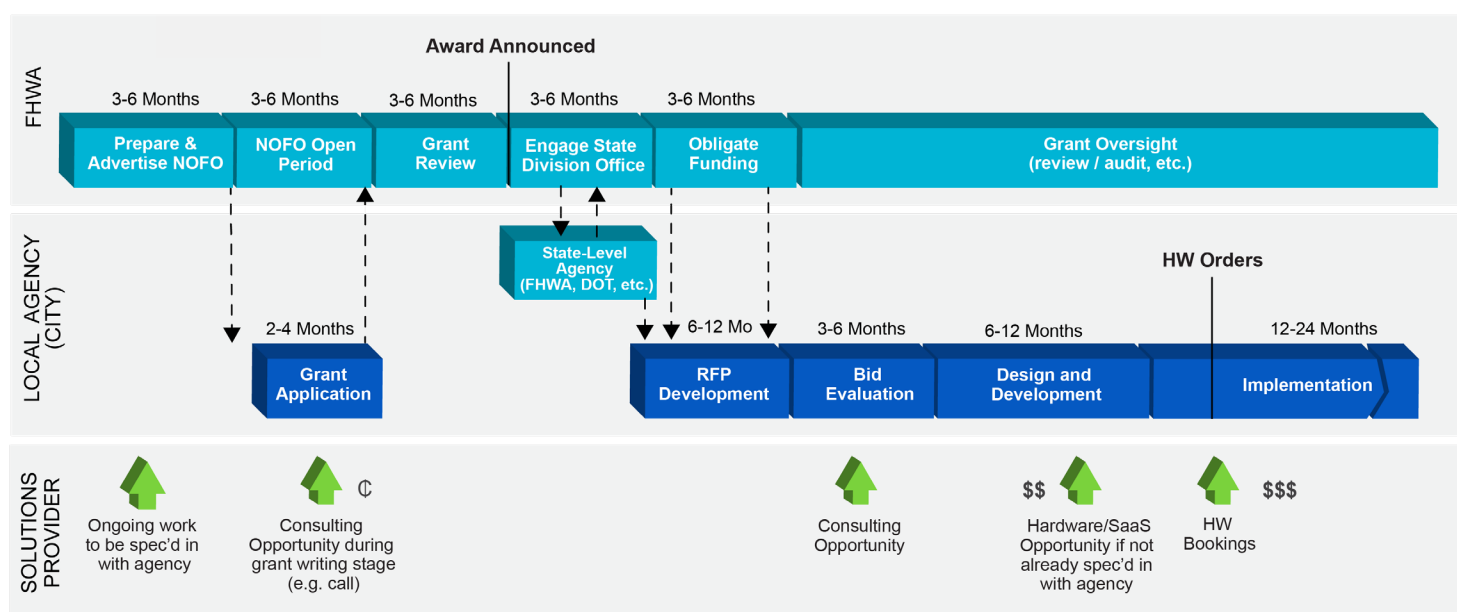 FHWA
Award Announced
3-6 Months
3-6 Months
3-6 Months
3-6 Months
3-6 Months
Prepare &
Advertise NOFO
NOFO Open
Period
Grant
Review
Engage State
Division Office
Obligate
Funding
Grant Oversight
(review / audit, etc.)
LOCAL AGENCY
(CITY)
State-Level
Agency
(FHWA, DOT, etc.)
HW Orders
2-4 Months
6-12 Mo
3-6 Months
6-12 Months
12-24 Months
Grant
Application
RFP
Development
Bid
Evaluation
Design and
Development
Implementation
SOLUTIONS
PROVIDER
Ongoing work
to be spec'd in
with agency
₵
Consulting
Opportunity during
grant writing stage
(e.g. call)
Consulting
Opportunity
$$
Hardware/SaaS
Opportunity if not
already spec'd in
with agency
$$$
HW
Bookings